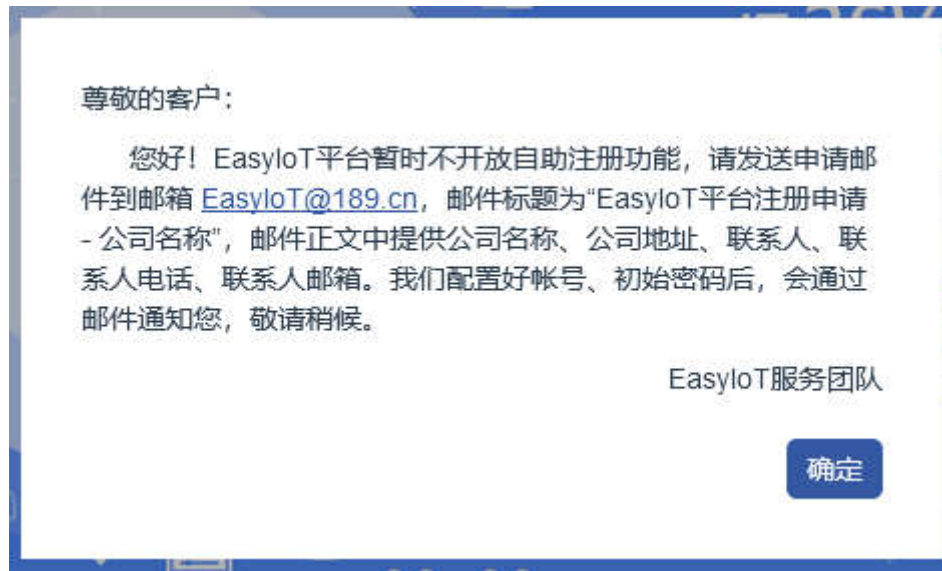 尊敬的客户：
您好！EasyIoT平台暂时不开放自助注册功能，请发送申请邮
件到邮箱 EasyIoT@189.cn，邮件标题为“EasyIoT平台注册申请
- 公司名称”，邮件正文中提供公司名称、公司地址、联系人、联
系人电话、联系人邮箱。我们配置好帐号、初始密码后，会通过
邮件通知您，敬请稍候。
EasyIoT服务团队
确定